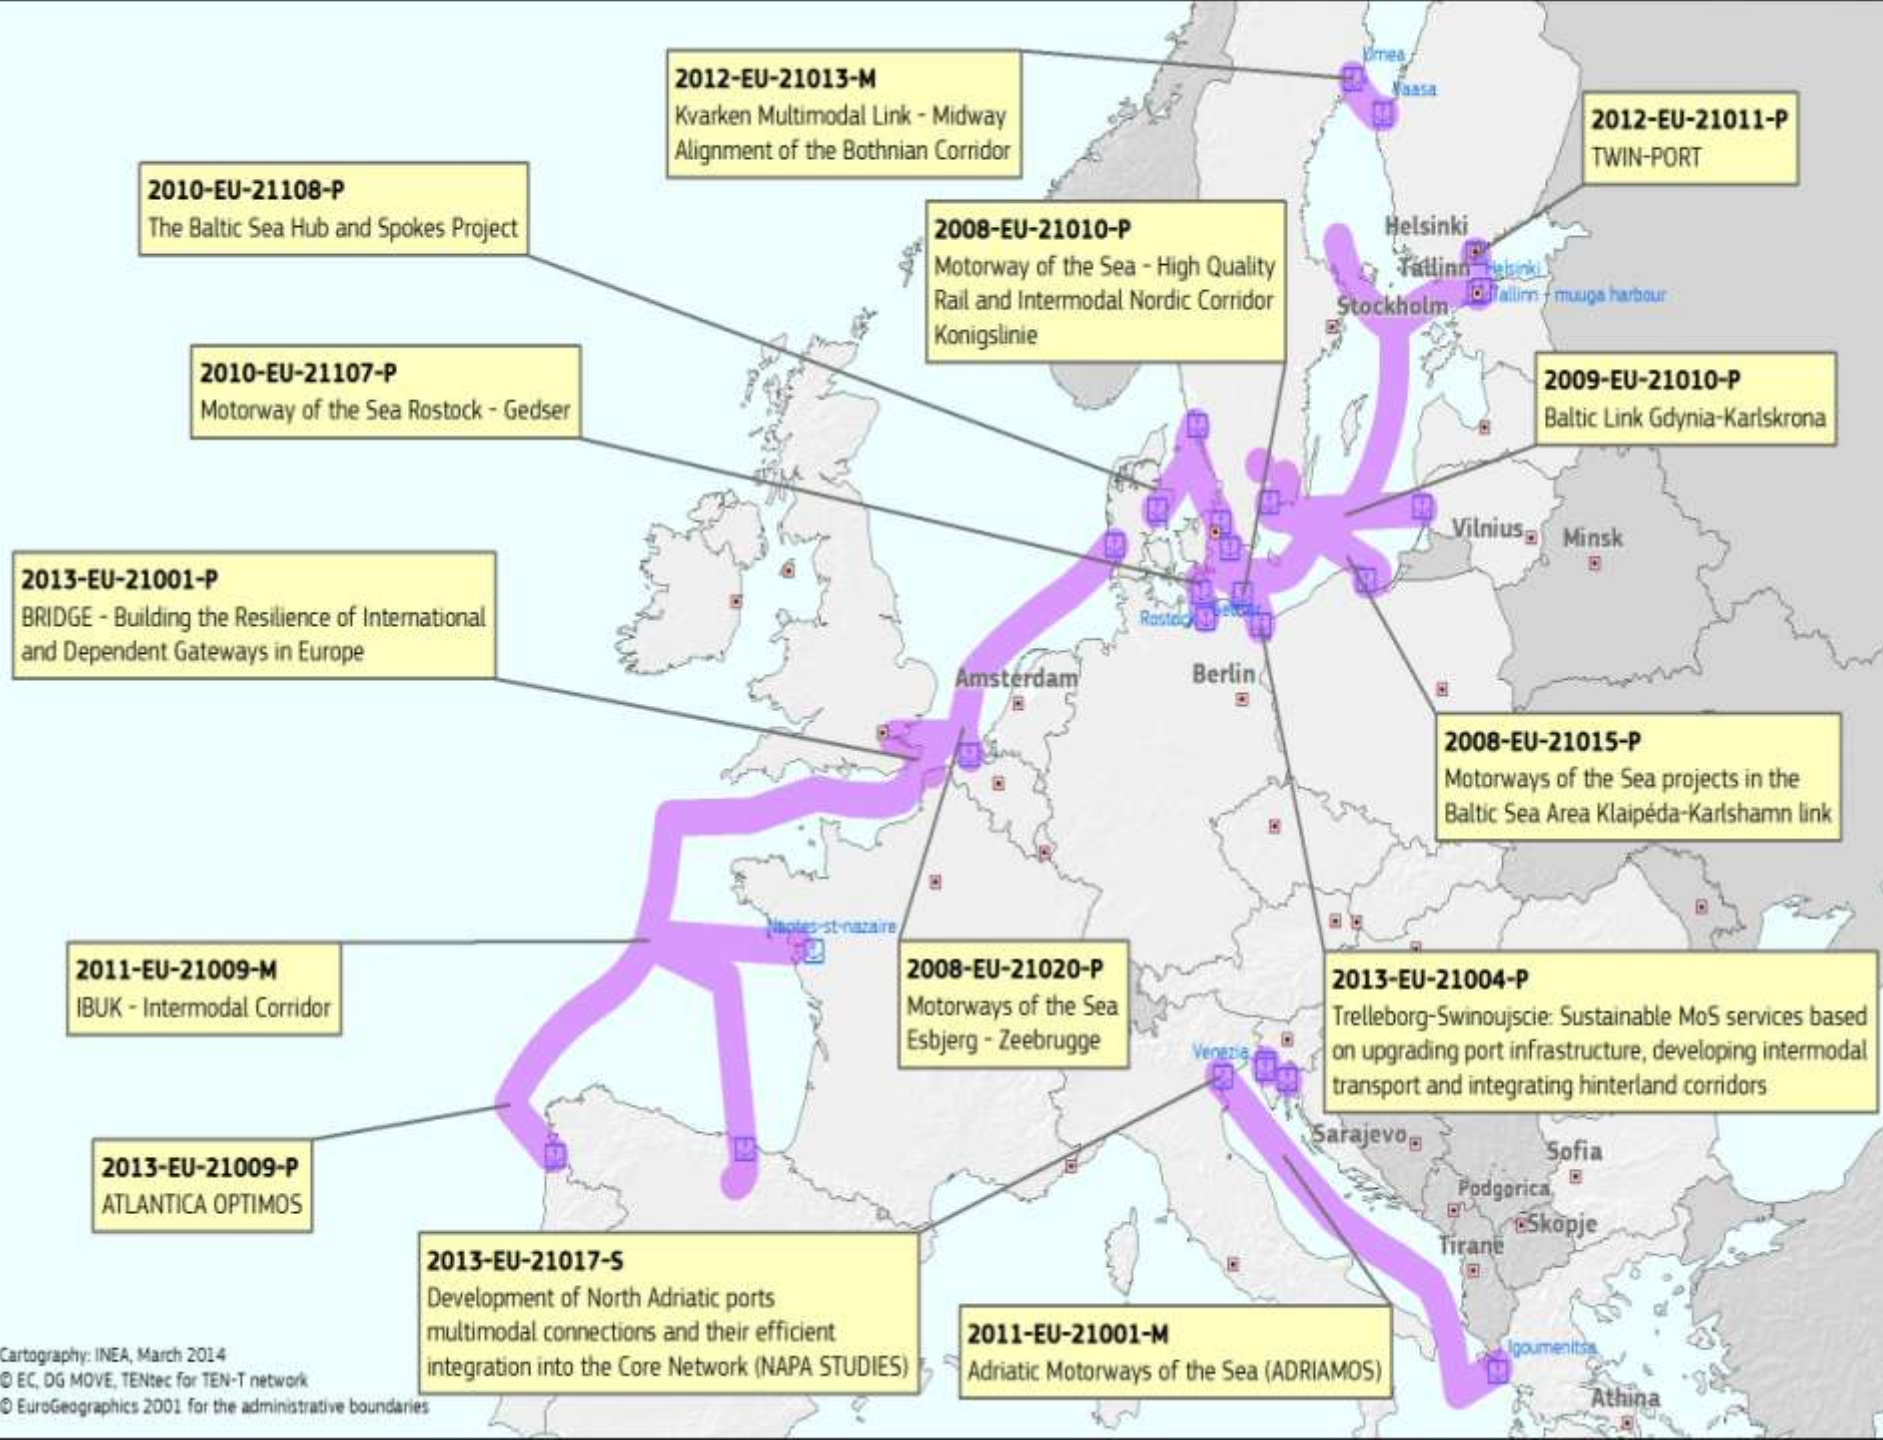 Umea
Vaasa
2012-EU-21013-M
Kvarken Multimodal Link - Midway
Alignment of the Bothnian Corridor
2012-EU-21011-P
TWIN-PORT
2010-EU-21108-P
The Baltic Sea Hub and Spokes Project
2008-EU-21010-P
Motorway of the Sea - High Quality
Rail and Intermodal Nordic Corridor
Konigslinie
Helsinki
Tallinn
Helsinki
Tallinn - muuga harbour
Stockholm
2010-EU-21107-P
Motorway of the Sea Rostock - Gedser
2009-EU-21010-P
Baltic Link Gdynia-Karlskrona
Vilnius
Minsk
2013-EU-21001-P
BRIDGE - Building the Resilience of International
and Dependent Gateways in Europe
Rostock
Amsterdam
Berlin
2008-EU-21015-P
Motorways of the Sea projects in the
Baltic Sea Area Klaipéda-Karlshamn link
Nantes-st-nazaire
2011-EU-21009-M
IBUK - Intermodal Corridor
2008-EU-21020-P
Motorways of the Sea
Esbjerg - Zeebrugge
2013-EU-21004-P
Trelleborg-Swinoujscie: Sustainable MoS services based
on upgrading port infrastructure, developing intermodal
transport and integrating hinterland corridors
Venezia
2013-EU-21009-P
ATLANTICA OPTIMOS
Sarajevo
Sofia
Podgorica
Skopje
Tirane
2013-EU-21017-S
Development of North Adriatic ports
multimodal connections and their efficient
integration into the Core Network (NAPA STUDIES)
2011-EU-21001-M
Adriatic Motorways of the Sea (ADRIAMOS)
Igoumenitsa
Athina
Cartography: INEA, March 2014
© EC, DG MOVE, TENtec for TEN-T network
© EuroGeographics 2001 for the administrative boundaries